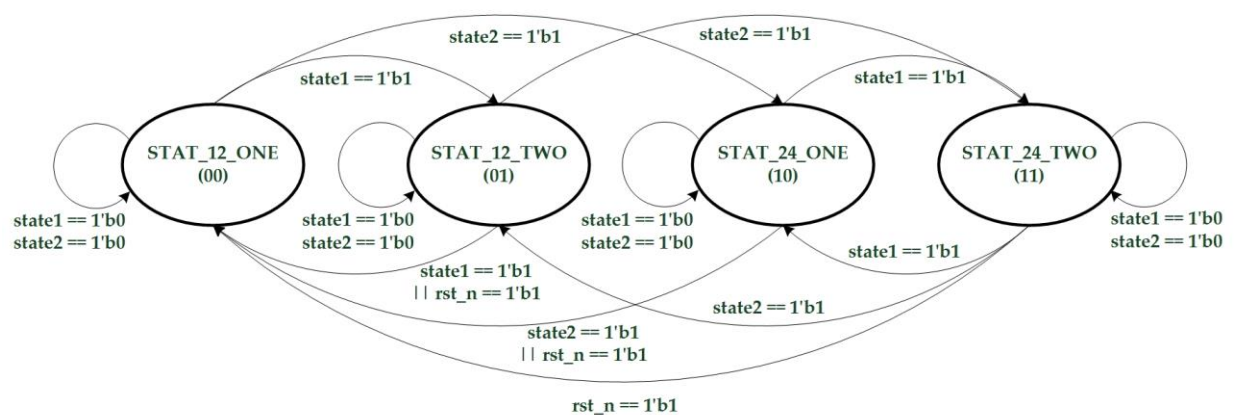 state2 == 1'b1
state2 == 1'b1
state1 == 1'b1
state1 == 1'b1
STAT_12_ONE
(00)
STAT_12_TWO
(01)
STAT_24_ONE
(10)
STAT_24_TWO
(11)
state1 == 1'b0
state2 == 1'b0
state1 == 1'b0
state2 == 1'b0
state1 == 1'b0
state2 == 1'b0
state1 == 1'b0
state2 == 1'b0
state1 == 1'b1
|| rst_n == 1'b1
state1 == 1'b1
state2 == 1'b1
state2 == 1'b1
|| rst_n == 1'b1
rst_n == 1'b1